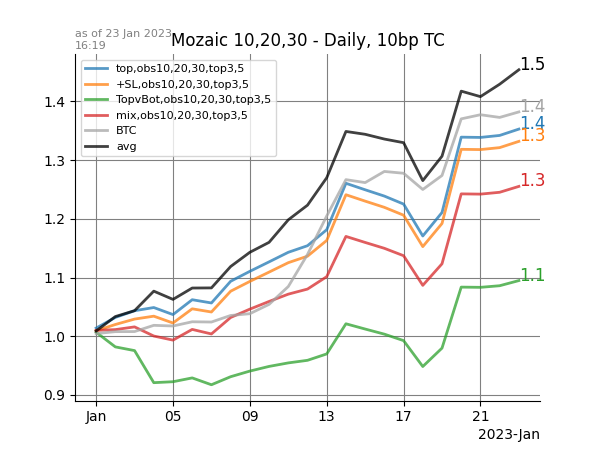 as of 23 Jan 2023
16:19
Mozaic 10,20,30 - Daily, 10bp TC
top,obs10,20,30,top3,5
+SL,obs10,20,30,top3,5
TopvBot,obs10,20,30,top3,5
mix,obs10,20,30,top3,5
BTC
avg
1.5
1.4
1.4
1.3
1.3
1.1
1.4
1.3
1.2
1.1
1.0
0.9
Jan 05 09 13 17 21
2023-Jan